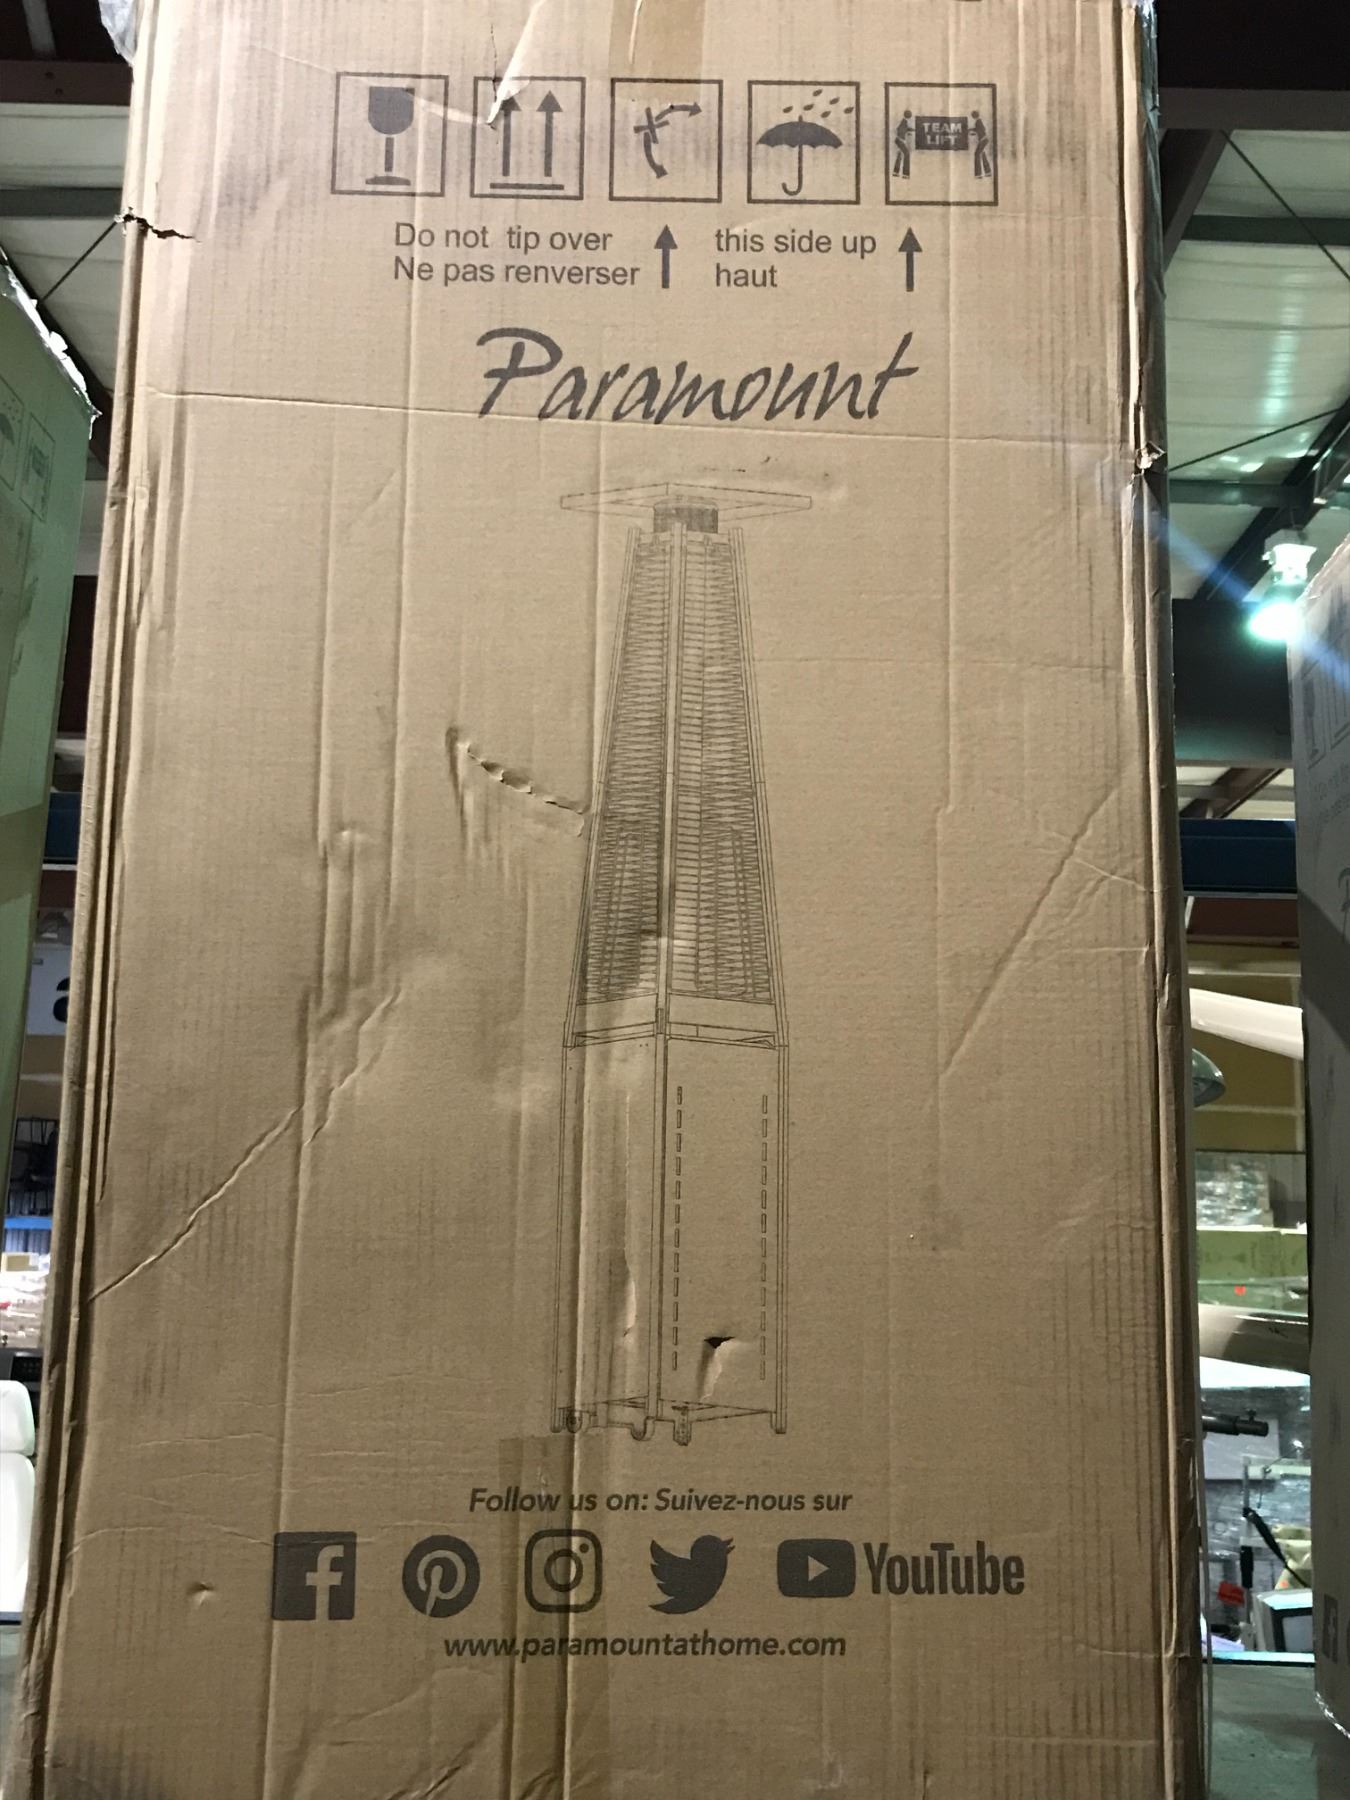 TEAM
LIFT
Do not tip over
Ne pas renverser
this side up
haut
Paramount
Follow us on: Suivez-nous sur
YouTube
www.paramountathome.com